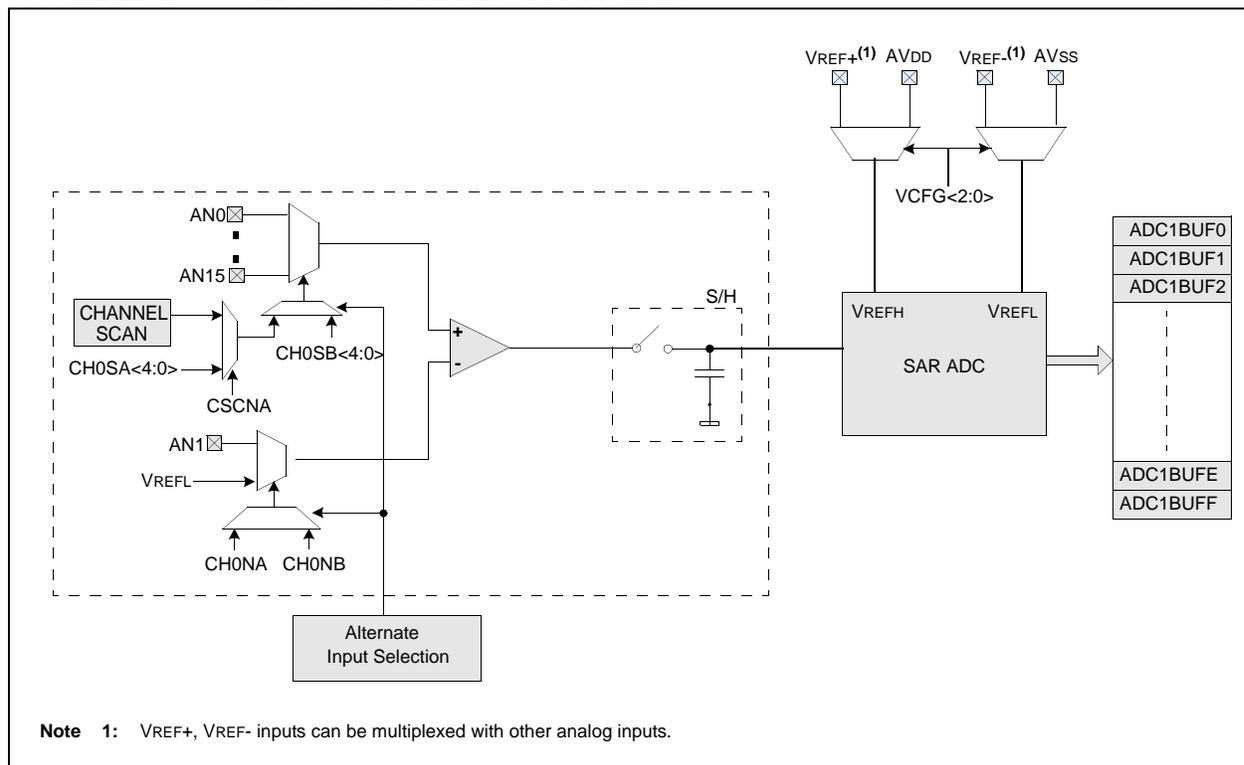 VREF+(1) AVDD VREF-(1) AVSS
VCFG<2:0>
AN0
AN15
CHANNEL
SCAN
CH0SB<4:0>
CH0SA<4:0>
CSCNA
+
-
S/H
AN1
VREFL
CH0NA CH0NB
Alternate
Input Selection
VREFH VREFL
SAR ADC
ADC1BUF0
ADC1BUF1
ADC1BUF2
ADC1BUFE
ADC1BUFF
Note 1: VREF+, VREF- inputs can be multiplexed with other analog inputs.